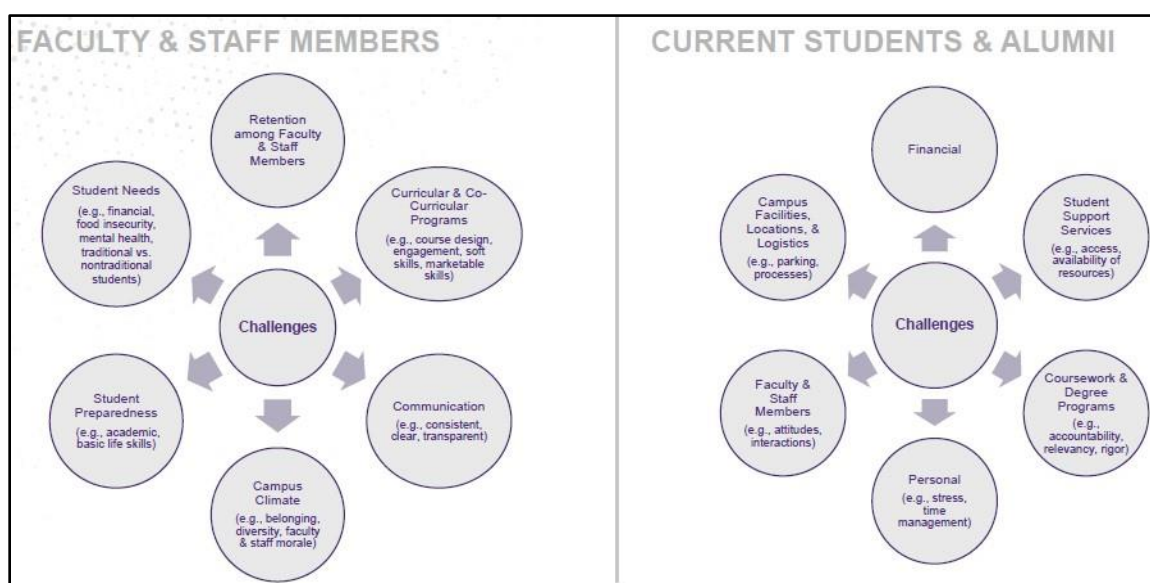 FACULTY & STAFF MEMBERS
Retention
among Faculty
& Staff
Members
Student Needs
(e.g., financial,
food insecurity,
mental health,
traditional vs.
nontraditional
students)
Curricular & Co-
Curricular
Programs
(e.g., course design,
engagement, soft
skills, marketable
skills)
Challenges
Student
Preparedness
(e.g., academic,
basic life skills)
Communication
(e.g., consistent,
clear, transparent)
Campus
Climate
(e.g., belonging,
diversity, faculty
& staff morale)
CURRENT STUDENTS & ALUMNI
Financial
Campus
Facilities,
Locations, &
Logistics
(e.g., parking,
processes)
Student
Support
Services
(e.g., access,
availability of
resources)
Challenges
Faculty &
Staff
Members
(e.g., attitudes,
interactions)
Coursework &
Degree
Programs
(e.g.,
accountability,
relevancy, rigor)
Personal
(e.g., stress,
time
management)